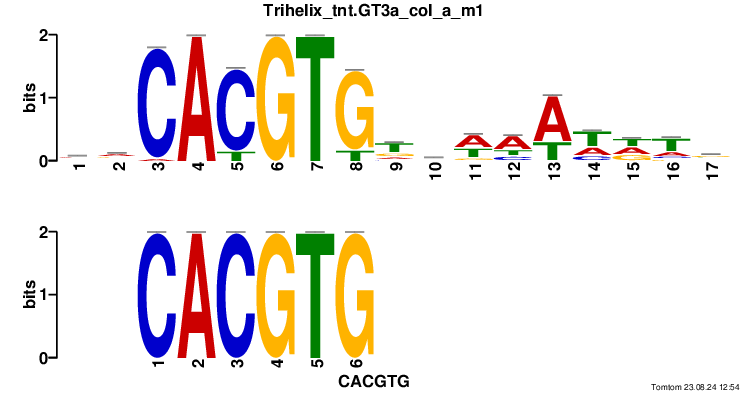 Trihelix_tnt.GT3a_col_a_m1
bits
2
1
0
CACGTG
1 2 3 4 5 6 7 8 9 10 11 12 13 14 15 16 17
bits
2
1
0
CACGTG
1 2 3 4 5 6
CACGTG
Tomtom 23.08.24 12:54